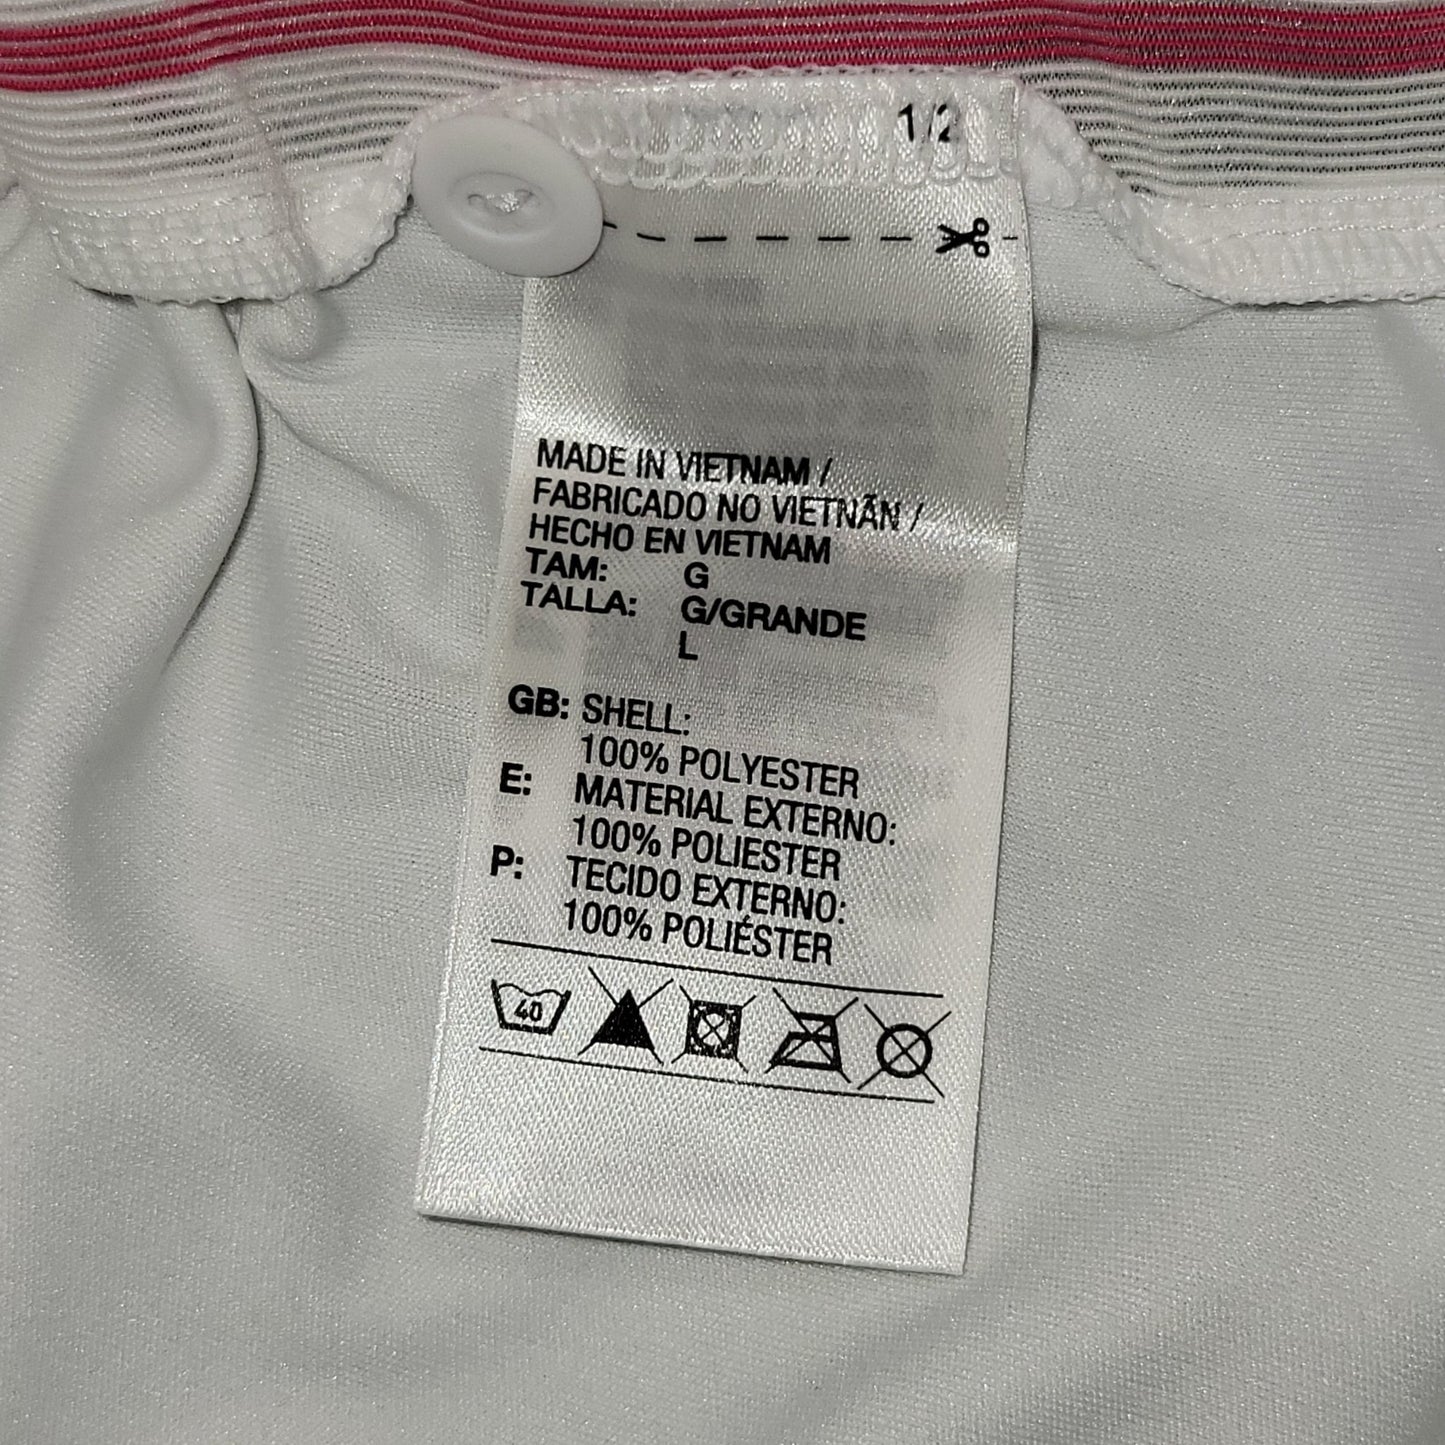 1/2
MADE IN VIETNAM /
FABRICADO NO VIETNÃN /
HECHO EN VIETNAM
TAM: G
TALLA: G/GRANDE
L
GB: SHELL:
100% POLYESTER
E: MATERIAL EXTERNO:
100% POLIESTER
P: TECIDO EXTERNO:
100% POLIÉSTER
40